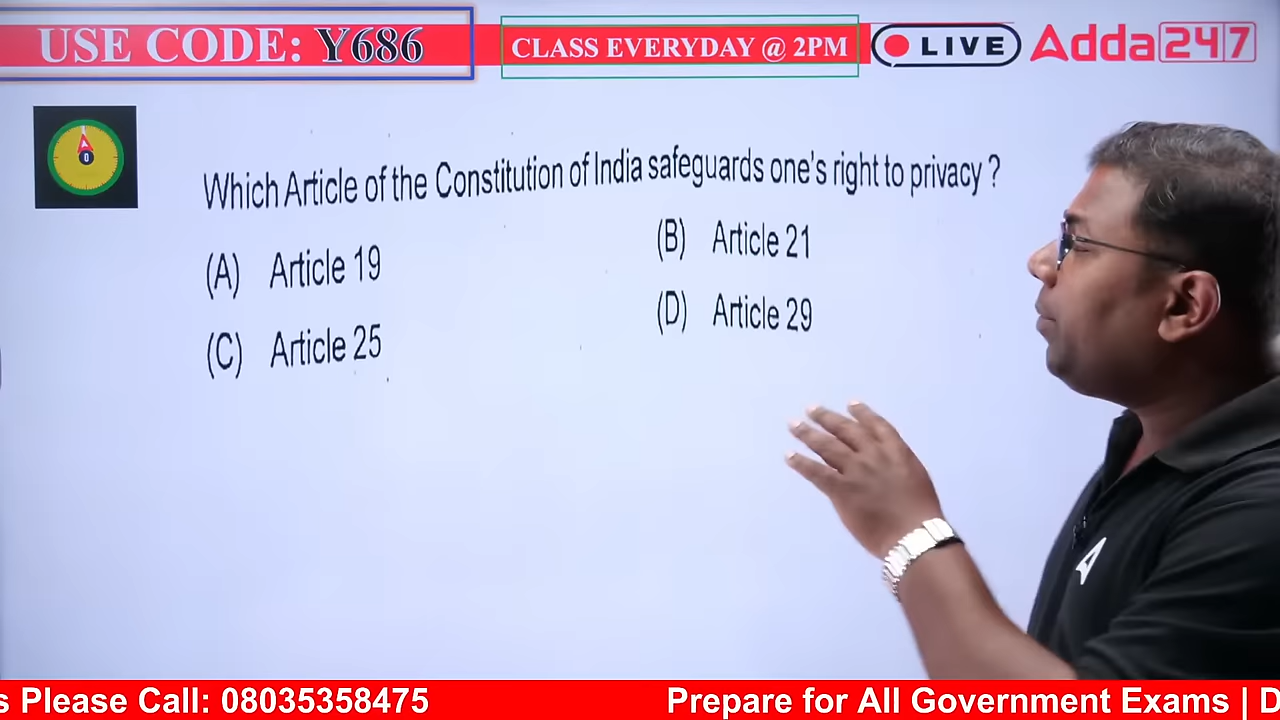 USE CODE: Y686
CLASS EVERYDAY @ 2PM
LIVE
Adda247
0
Which Article of the Constitution of India safeguards one's right to privacy ?
(A) Article 19
(B) Article 21
(C) Article 25
(D) Article 29
s Please Call: 08035358475
Prepare for All Government Exams | D